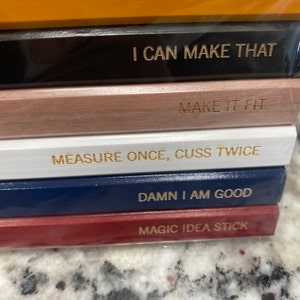 I CAN MAKE THAT
MAKE IT FIT
MEASURE ONCE, CUSS TWICE
DAMN I AM GOOD
MAGIC IDEA STICK